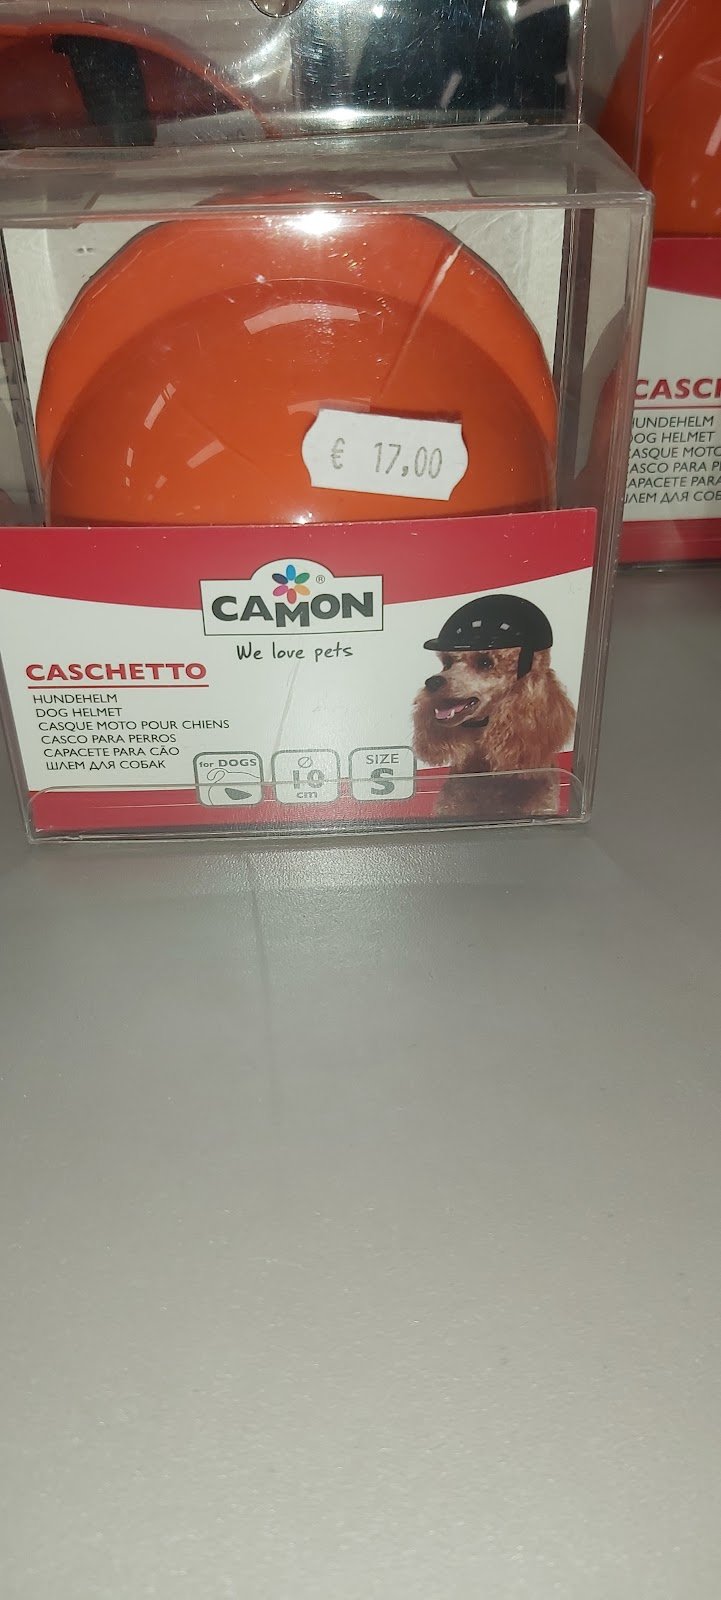 € 17,00
CAMON®
We love pets
CASCHETTO
HUNDEHELM
DOG HELMET
CASQUE MOTO POUR CHIENS
CASCO PARA PERROS
CAPACETE PARA CÃO
ШЛЕМ ДЛЯ СОБАК
for DOGS
Ø
10
cm
SIZE
S
CASCH
HUNDEHELM
DOG HELMET
CASQUE MOTO
CASCO PARA P
CAPACETE PARA
ШЛЕМ ДЛЯ СОБ